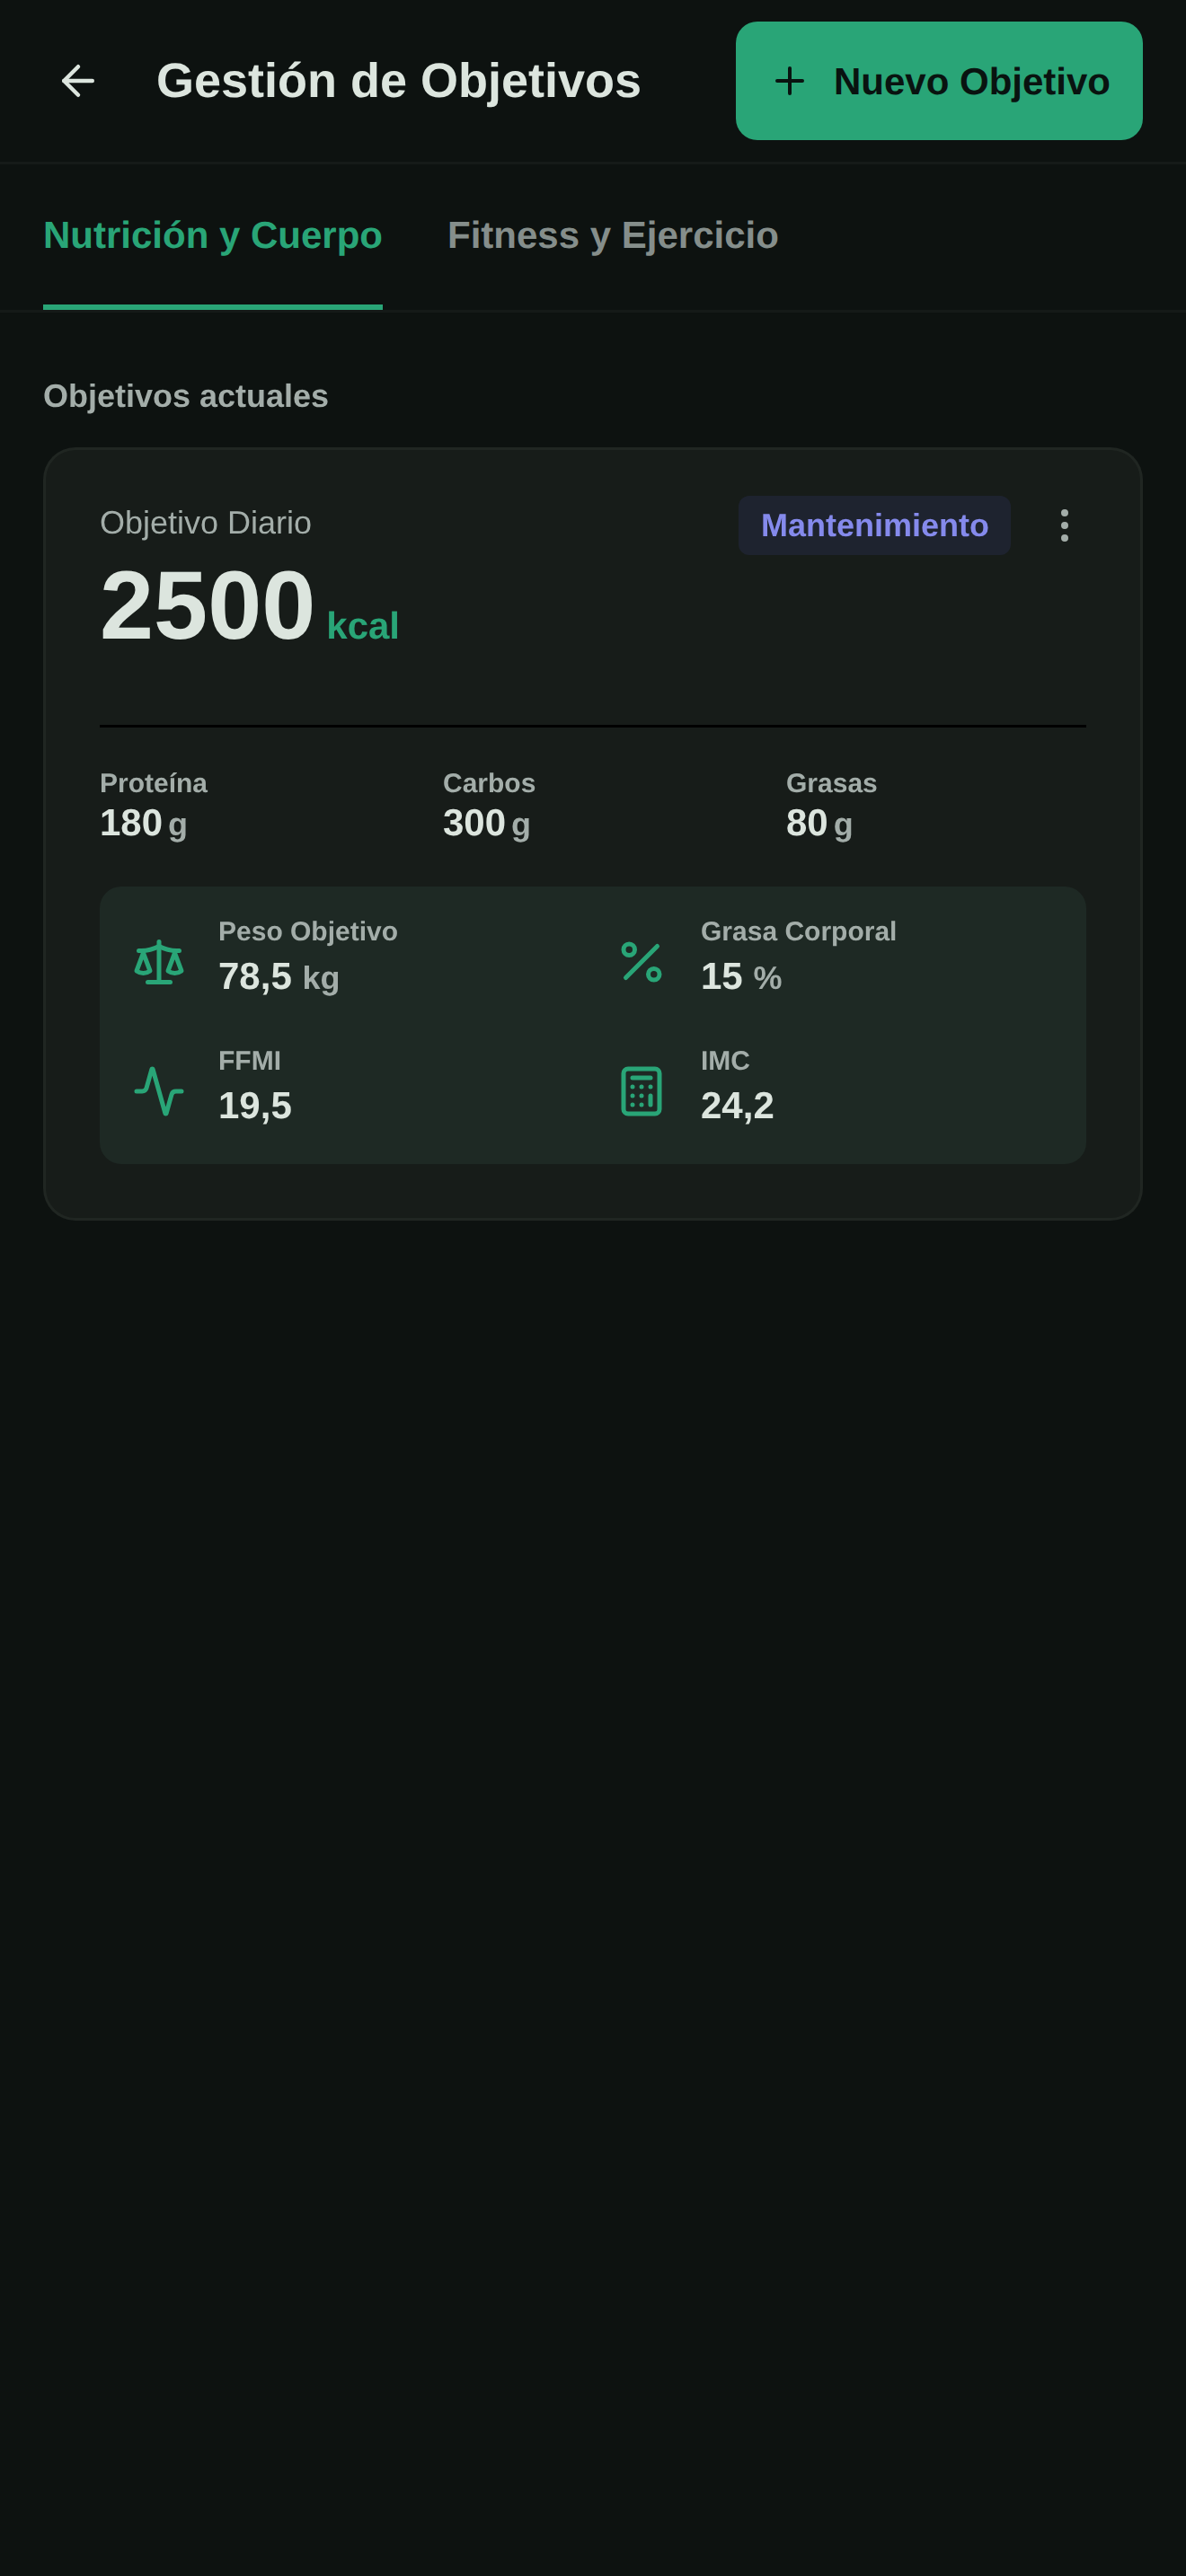 Gestión de Objetivos
Nuevo Objetivo
Nutrición y Cuerpo
Fitness y Ejercicio
Objetivos actuales
Objetivo Diario
Mantenimiento
2500 kcal
Proteína
Carbos
Grasas
180 g
300 g
80 g
Peso Objetivo
78,5 kg
Grasa Corporal
15 %
FFMI
19,5
IMC
24,2